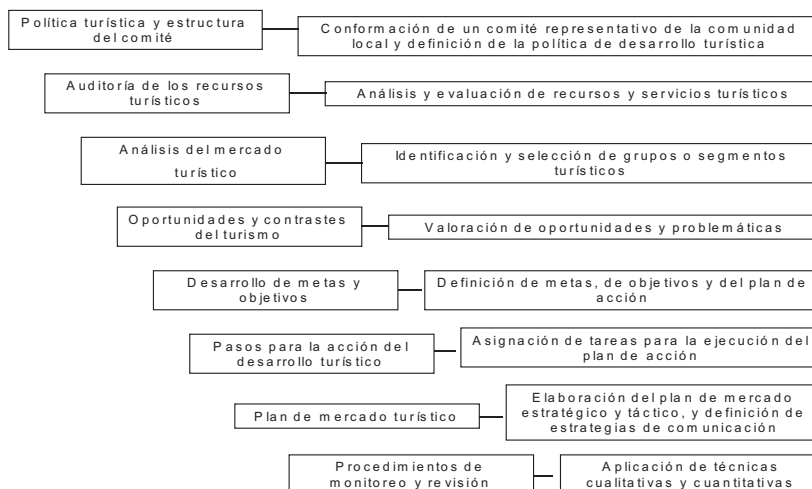 Política turística y estructura
del comité
Conformación de un comité representativo de la comunidad
local y definición de la política de desarrollo turística
Auditoría de los recursos
turísticos
Análisis y evaluación de recursos y servicios turísticos
Análisis del mercado
turístico
Identificación y selección de grupos o segmentos
turísticos
Oportunidades y contrastes
del turismo
Valoración de oportunidades y problemáticas
Desarrollo de metas y
objetivos
Definición de metas, de objetivos y del plan de
acción
Pasos para la acción del
desarrollo turístico
Asignación de tareas para la ejecución del
plan de acción
Plan de mercado turístico
Elaboración del plan de mercado
estratégico y táctico, y definición de
estrategias de comunicación
Procedimientos de
monitoreo y revisión
Aplicación de técnicas
cualitativas y cuantitativas